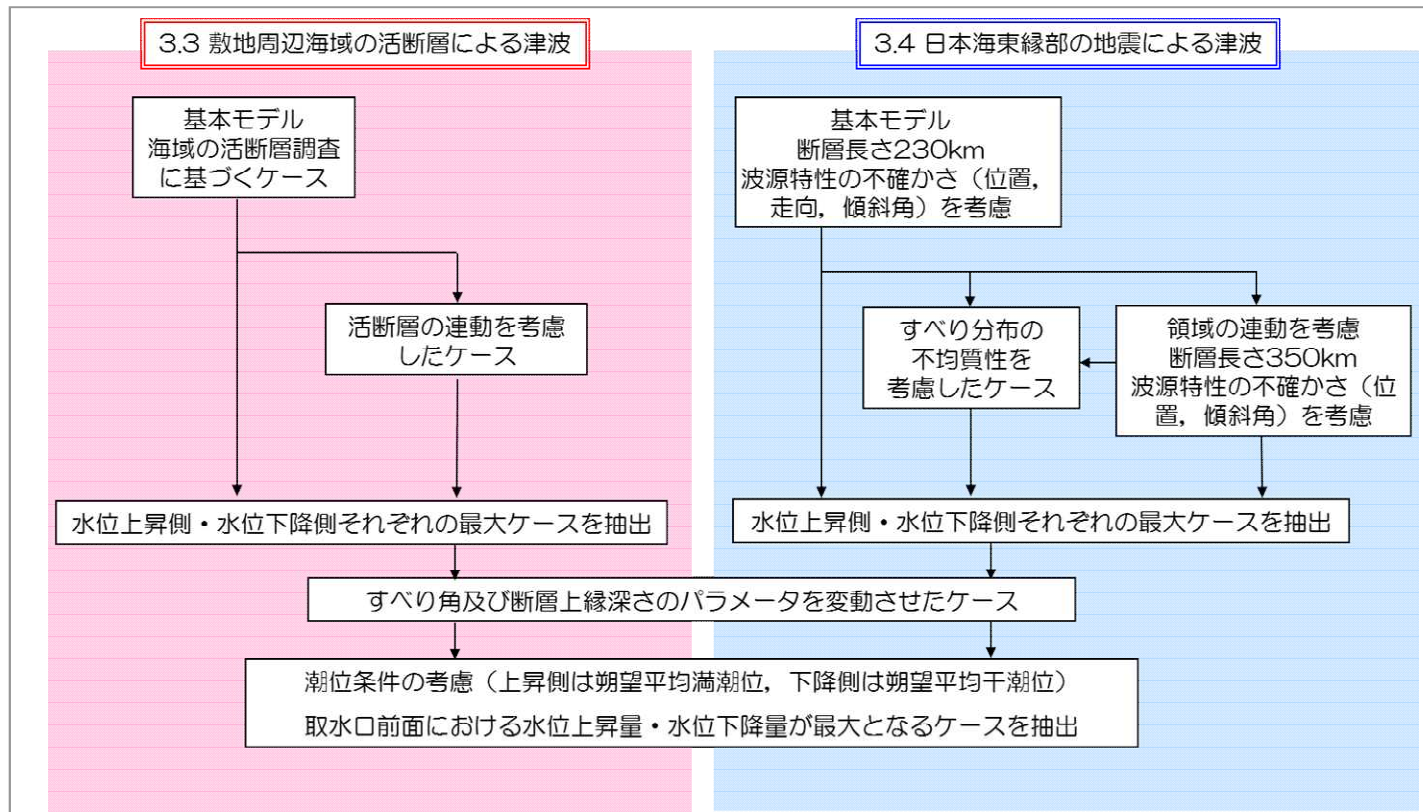 3.3 敷地周辺海域の活断層による津波
基本モデル
海域の活断層調査
に基づくケース
活断層の連動を考慮
したケース
水位上昇側・水位下降側それぞれの最大ケースを抽出
3.4 日本海東縁部の地震による津波
基本モデル
断層長さ230km
波源特性の不確かさ（位置，
走向，傾斜角）を考慮
すべり分布の
不均質性を
考慮したケース
領域の連動を考慮
断層長さ350km
波源特性の不確かさ（位
置，傾斜角）を考慮
水位上昇側・水位下降側それぞれの最大ケースを抽出
すべり角及び断層上縁深さのパラメータを変動させたケース
潮位条件の考慮（上昇側は朔望平均満潮位，下降側は朔望平均干潮位）
取水口前面における水位上昇量・水位下降量が最大となるケースを抽出